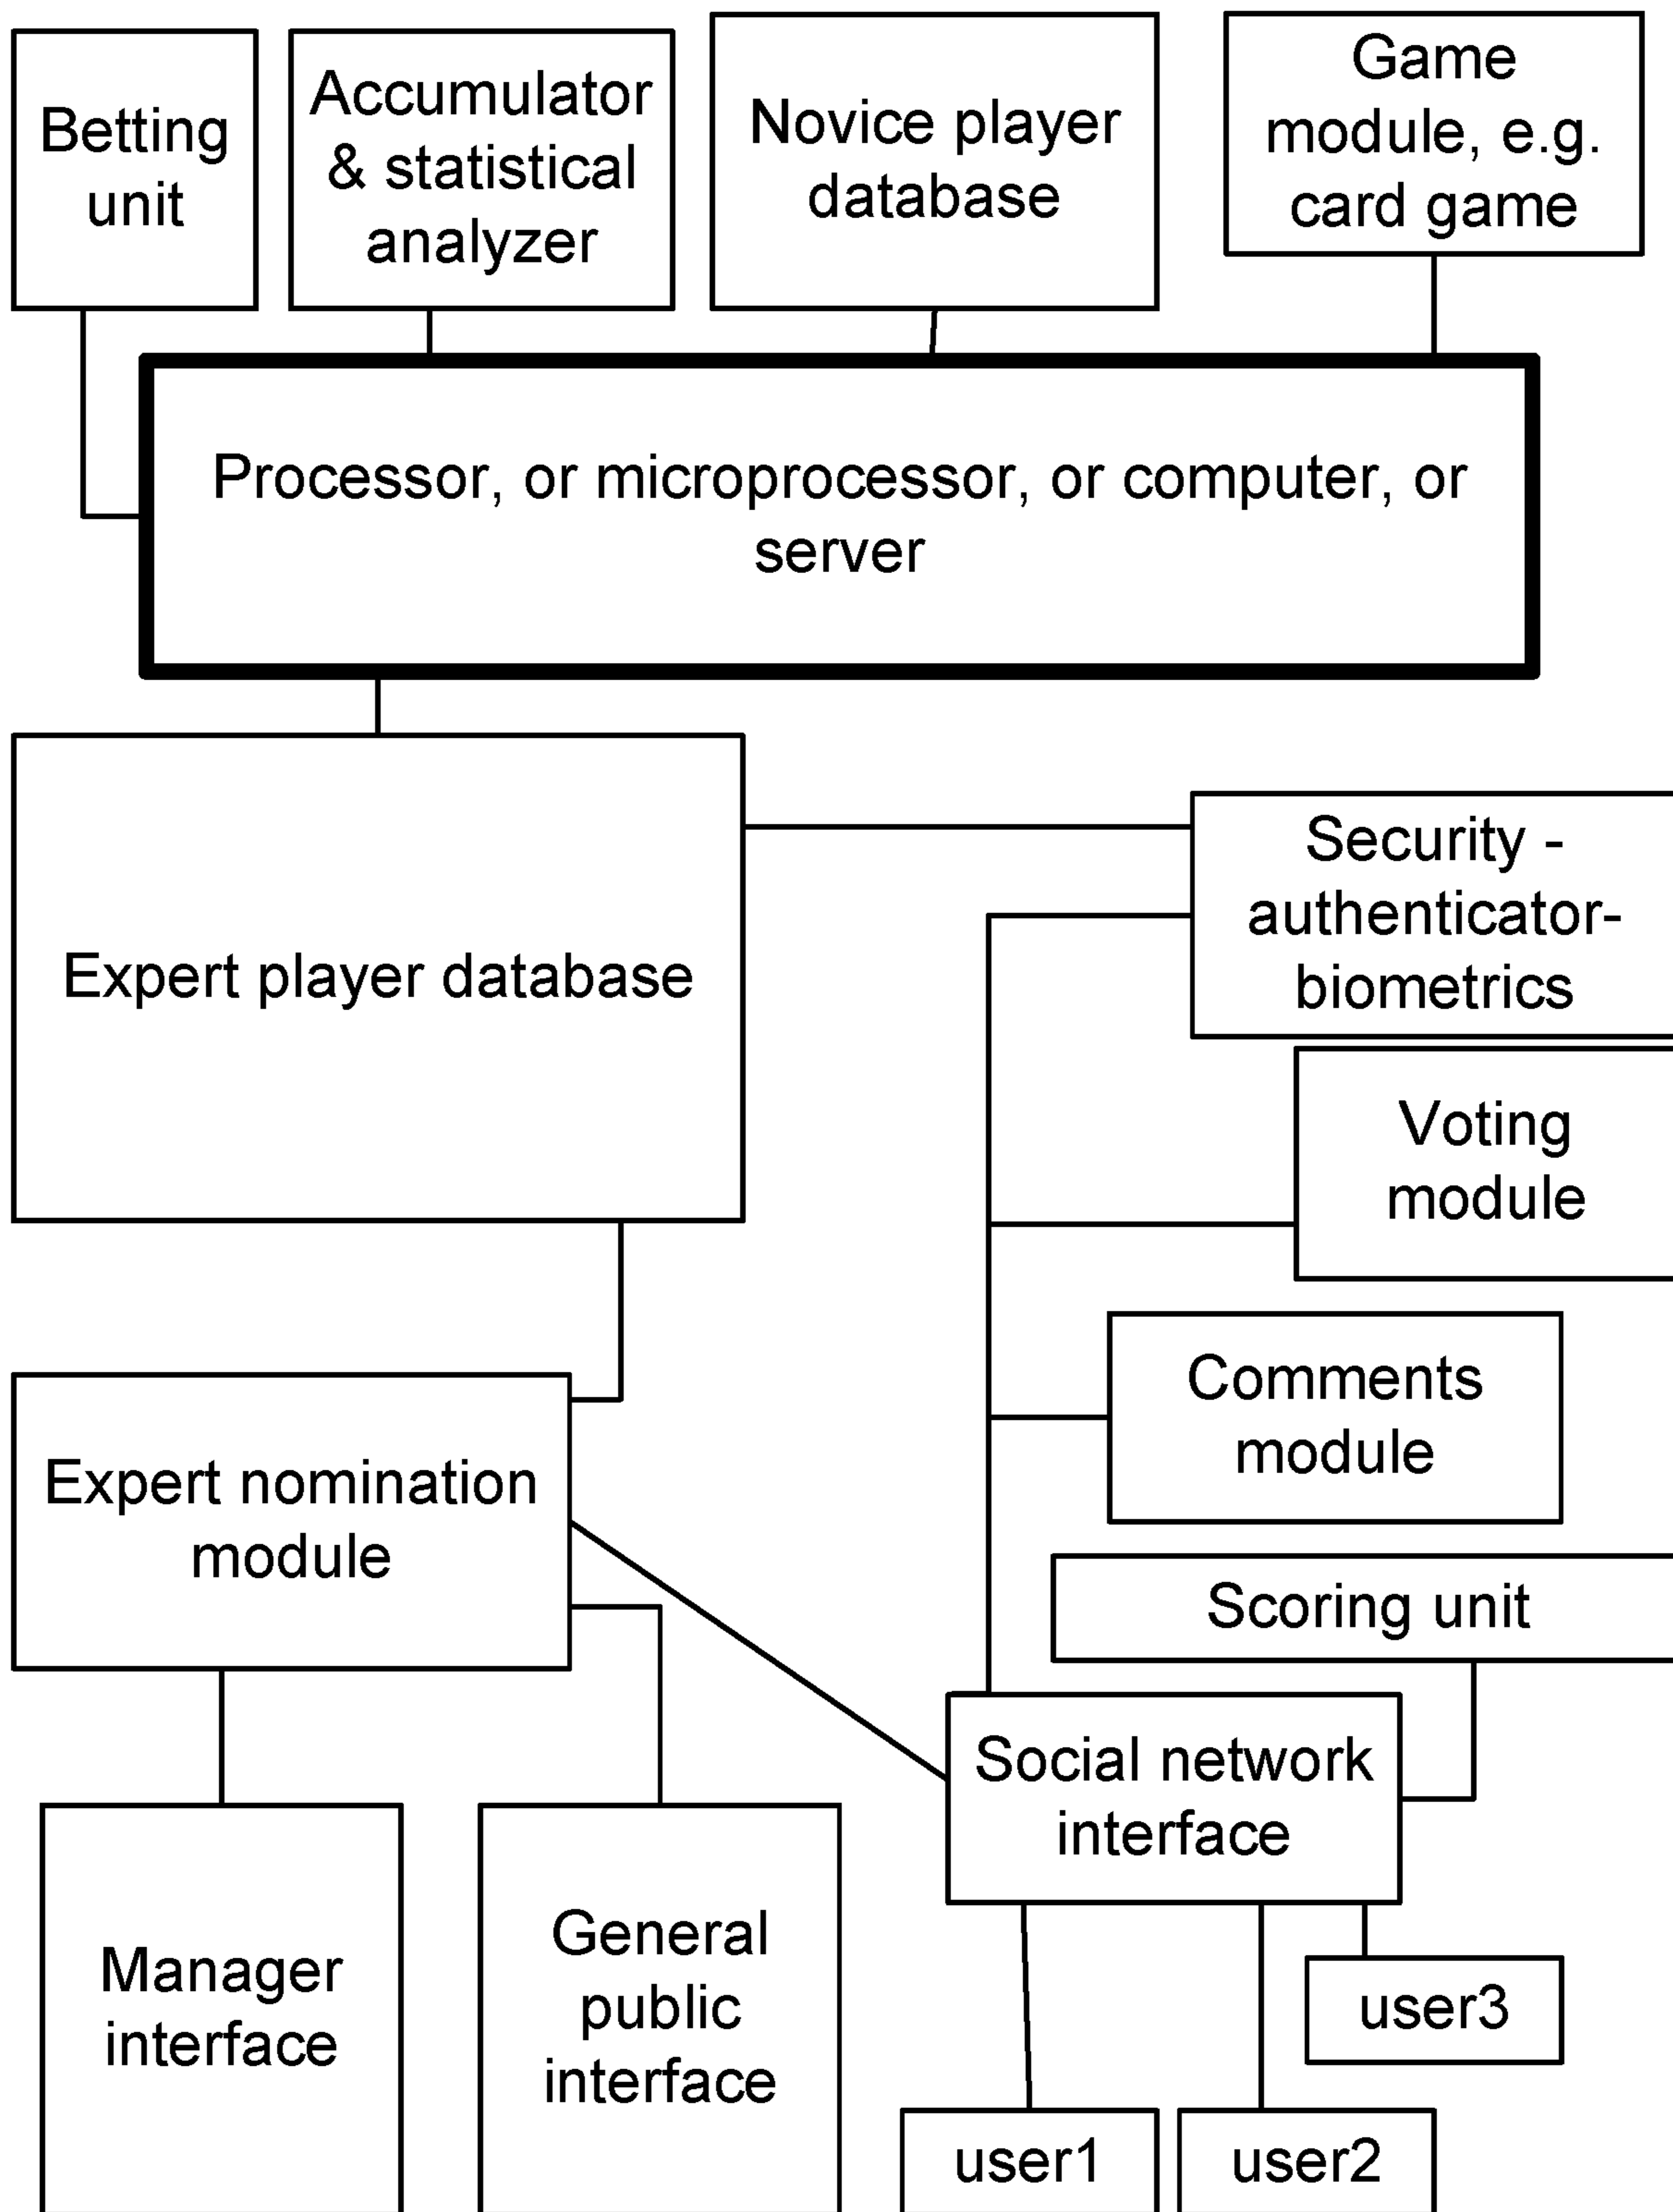 Betting
unit
Accumulator
& statistical
analyzer
Novice player
database
Game
module, e.g.
card game
Processor, or microprocessor, or computer, or
server
Expert player database
Security -
authenticator-
biometrics
Voting
module
Comments
module
Expert nomination
module
Scoring unit
Social network
interface
Manager
interface
General
public
interface
user3
user1
user2